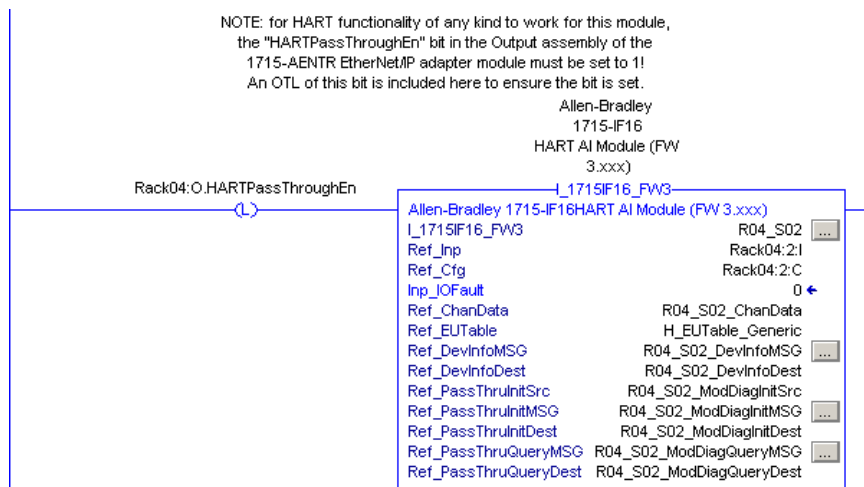 NOTE: for HART functionality of any kind to work for this module,
the "HARTPassThroughEn" bit in the Output assembly of the
1715-AENTR EtherNet/IP adapter module must be set to 1!
An OTL of this bit is included here to ensure the bit is set.
Allen-Bradley
1715-IF16
HART AI Module (FW
3.xxx)
Rack04:O.HARTPassThroughEn
L
I_1715IF16_FW3
Allen-Bradley 1715-IF16HART AI Module (FW 3.xxx)
I_1715IF16_FW3 R04_S02 ...
Ref_Inp Rack04:2:I
Ref_Cfg Rack04:2:C
Inp_IOFault 0
Ref_ChanData R04_S02_ChanData
Ref_EUTable H_EUTable_Generic
Ref_DevInfoMSG R04_S02_DevInfoMSG ...
Ref_DevInfoDest R04_S02_DevInfoDest
Ref_PassThruInitSrc R04_S02_ModDiagInitSrc
Ref_PassThruInitMSG R04_S02_ModDiagInitMSG ...
Ref_PassThruInitDest R04_S02_ModDiagInitDest
Ref_PassThruQueryMSG R04_S02_ModDiagQueryMSG ...
Ref_PassThruQueryDest R04_S02_ModDiagQueryDest